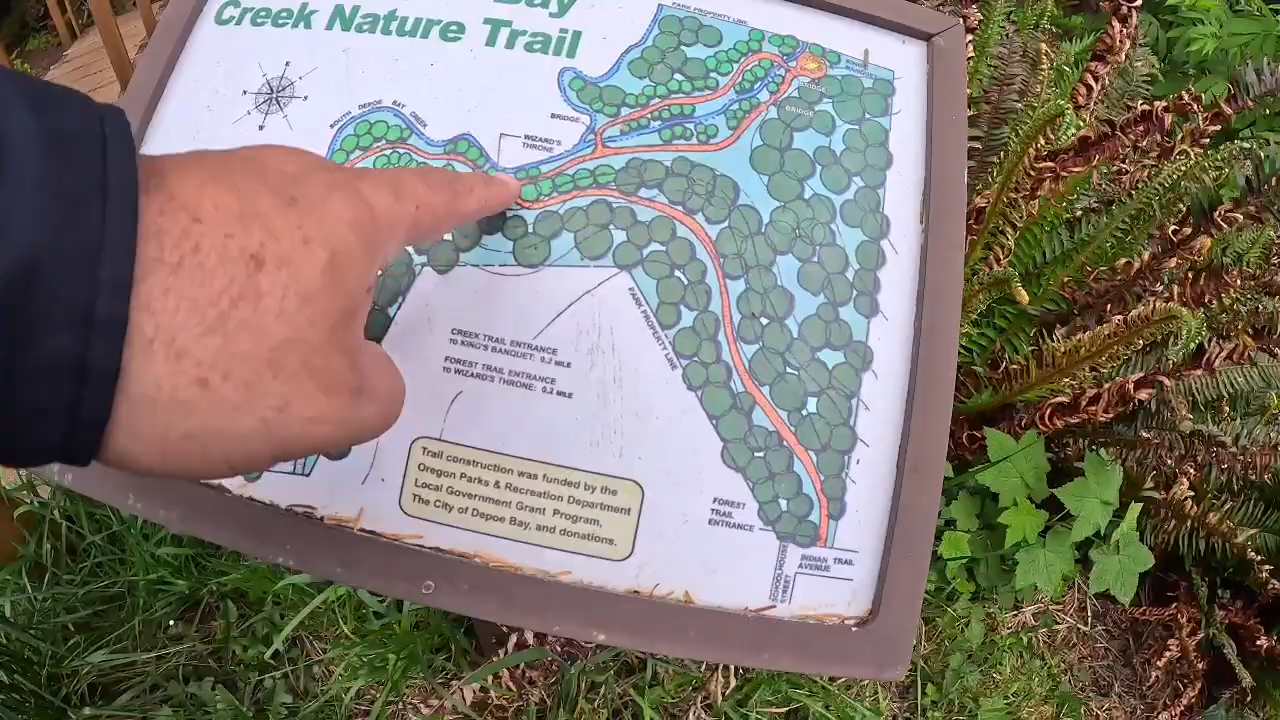 Bay
Creek Nature Trail
PARK PROPERTY LINE
KING'S
BANQUET
BRIDGE
BRIDGE
BRIDGE
SOUTH DEPOE BAY CREEK
WIZARD'S
THRONE
PARK PROPERTY LINE
CREEK TRAIL ENTRANCE
TO KING'S BANQUET: 0.2 MILE
FOREST TRAIL ENTRANCE
TO WIZARD'S THRONE: 0.2 MILE
Trail construction was funded by the
Oregon Parks & Recreation Department
Local Government Grant Program,
The City of Depoe Bay, and donations.
FOREST
TRAIL
ENTRANCE
INDIAN TRAIL
AVENUE
SCHOOLHOUSE
STREET